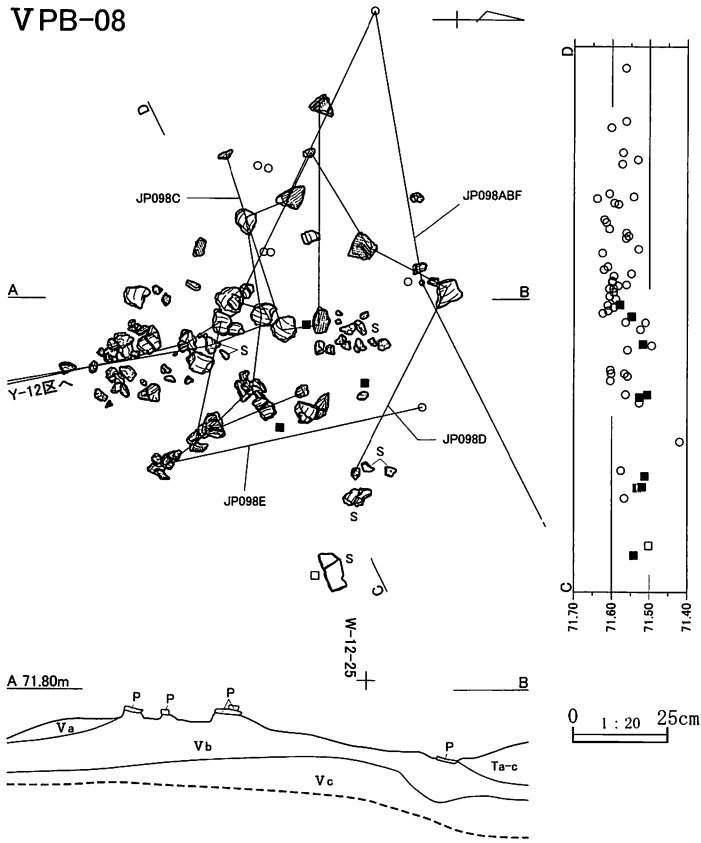 V PB-08
D
D
JP098C
JP098ABF
A
B
S
S
Y-12区へ
S
JP098D
JP098E
S
S
C
W-12-25
C
71.70
71.60
71.50
71.40
A 71.80m
B
P
P
P
P
Va
Vb
Vc
Ta-c
0 1:20 25cm